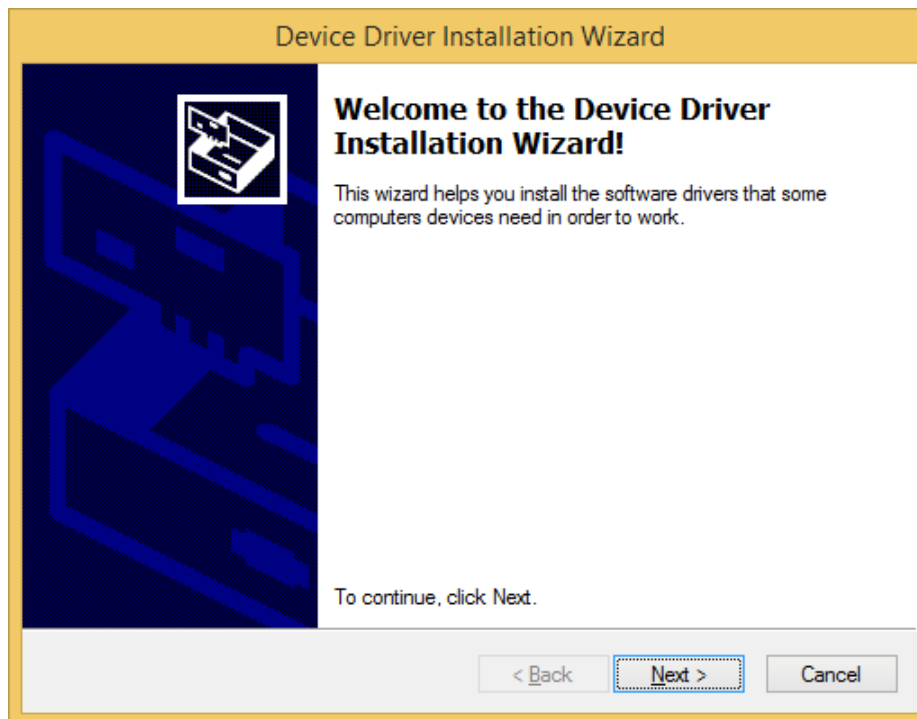 Device Driver Installation Wizard
Welcome to the Device Driver
Installation Wizard!
This wizard helps you install the software drivers that some
computers devices need in order to work.
To continue, click Next.
< Back
Next >
Cancel